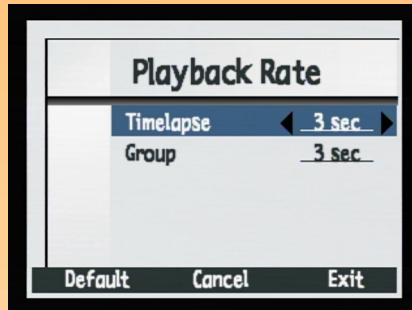 Playback Rate
Timelapse 3 sec
Group 3 sec
Default Cancel Exit